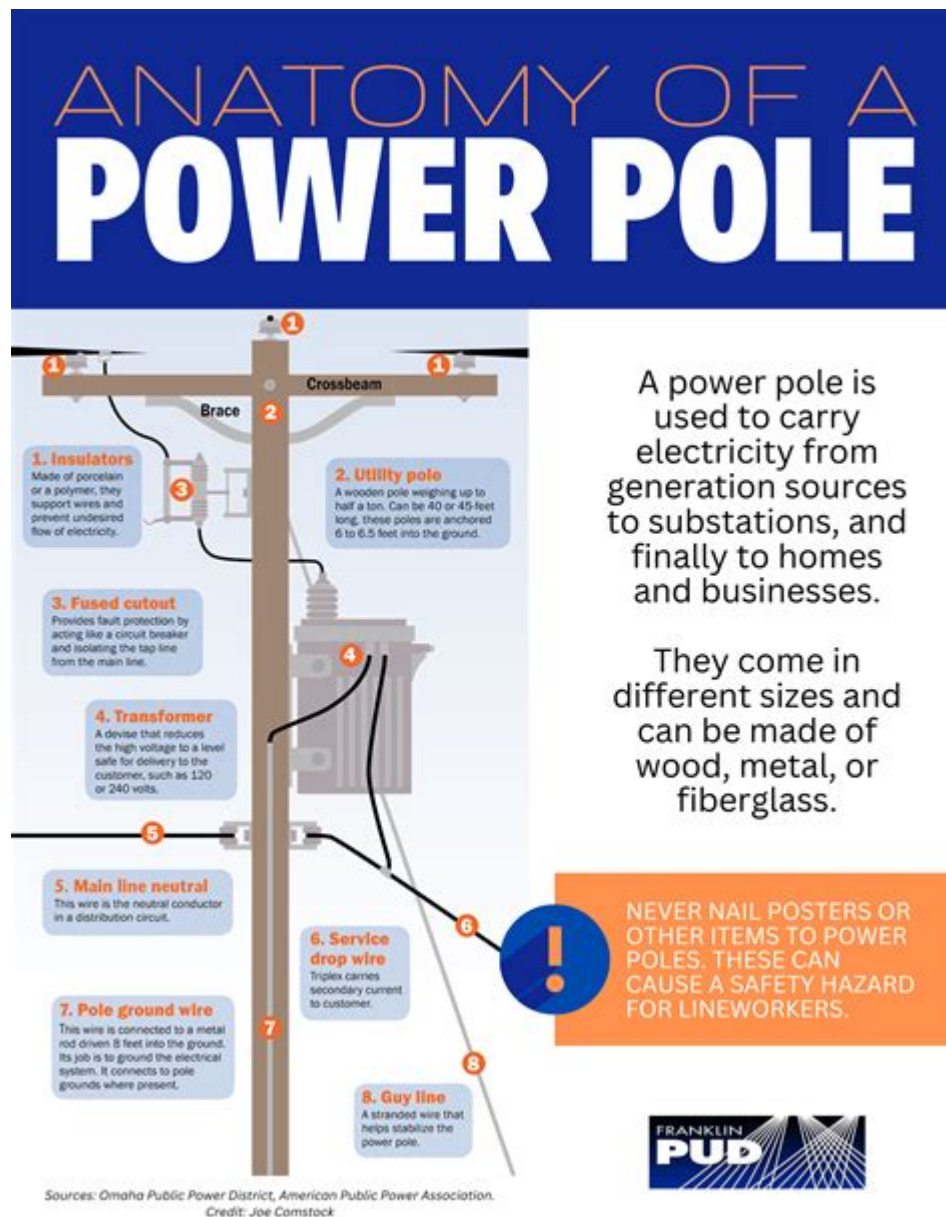 ANATOMY OF A
POWER POLE
1
1
1
Crossbeam
Brace
2
1. Insulators
Made of porcelain
or a polymer, they
support wires and
prevent undesired
flow of electricity.
3
2. Utility pole
A wooden pole weighing up to
half a ton. Can be 40 or 45-feet
long, these poles are anchored
6 to 6.5 feet into the ground.
3. Fused cutout
Provides fault protection by
acting like a circuit breaker
and isolating the tap line
from the main line.
4
4. Transformer
A devise that reduces
the high voltage to a level
safe for delivery to the
customer, such as 120
or 240 volts.
5
5. Main line neutral
This wire is the neutral conductor
in a distribution circuit.
6
6. Service
drop wire
Triplex carries
secondary current
to customer.
7. Pole ground wire
This wire is connected to a metal
rod driven 8 feet into the ground.
Its job is to ground the electrical
system. It connects to pole
grounds where present.
7
8
8. Guy line
A stranded wire that
helps stabilize the
power pole.
A power pole is
used to carry
electricity from
generation sources
to substations, and
finally to homes
and businesses.
They come in
different sizes and
can be made of
wood, metal, or
fiberglass.
!
NEVER NAIL POSTERS OR
OTHER ITEMS TO POWER
POLES. THESE CAN
CAUSE A SAFETY HAZARD
FOR LINEWORKERS.
FRANKLIN
PUD
Sources: Omaha Public Power District, American Public Power Association.
Credit: Joe Comstock